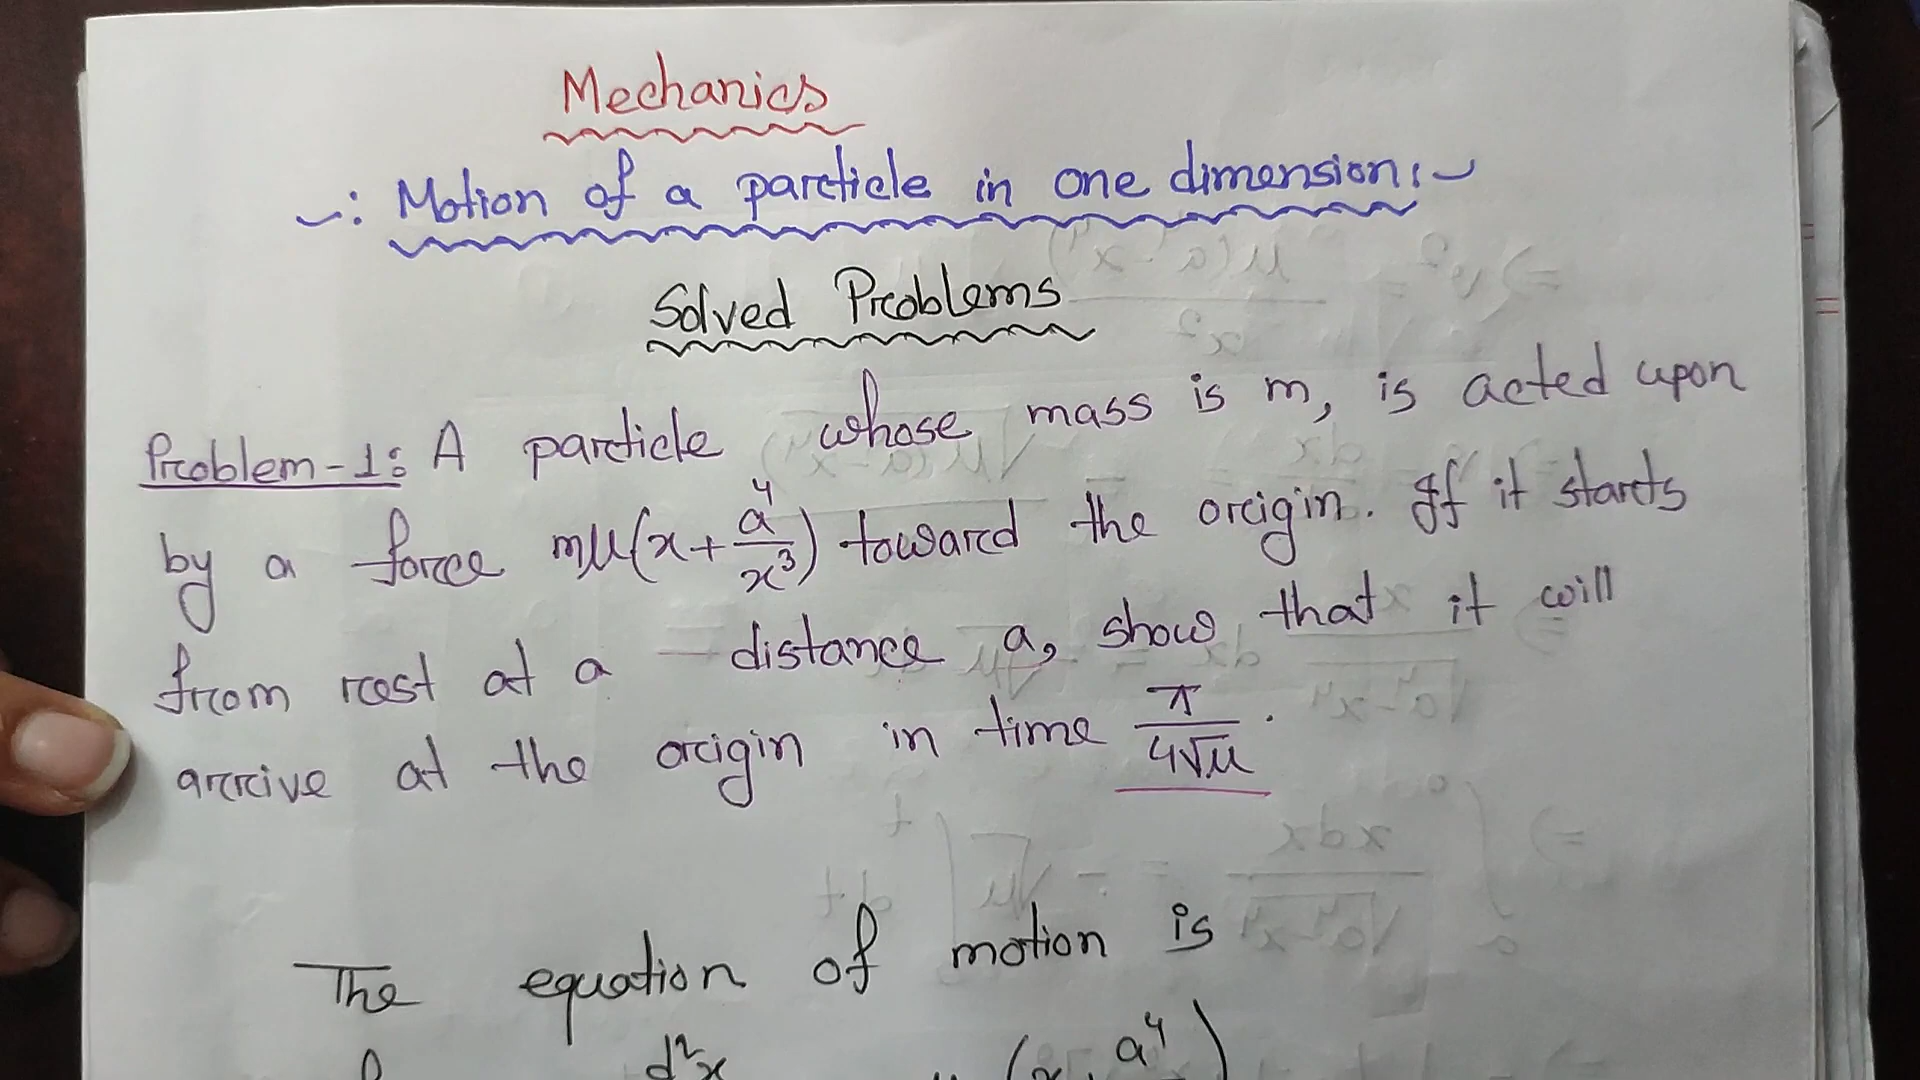 Mechanics
~: Motion of a particle in one dimension:~
Solved Problems
Problem-1: A particle whose mass is m, is acted upon
by a force mμ(x + a⁴/x³) toward the origin. If it starts
from rest at a distance a, show that it will
arrive at the origin in time π/4√μ.
The equation of motion is
d²x (x a⁴)